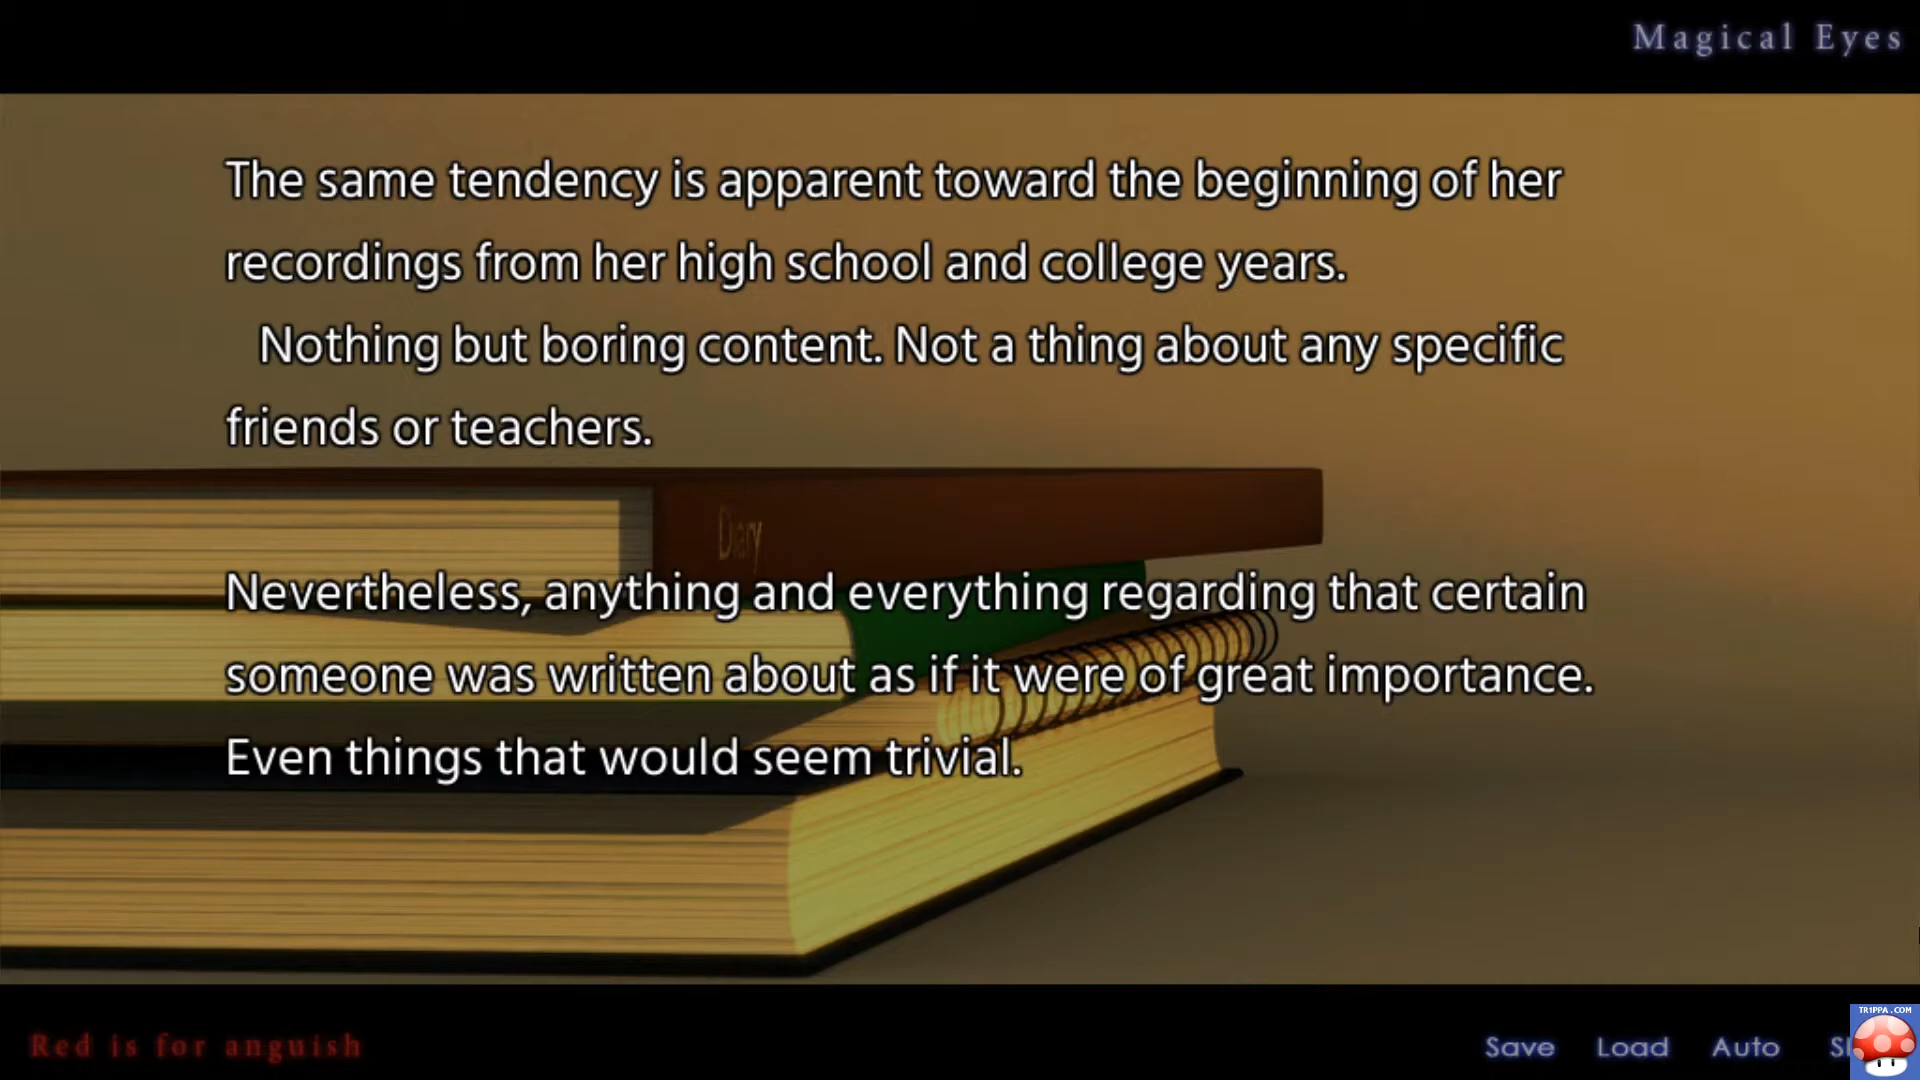 Magical Eyes
The same tendency is apparent toward the beginning of her
recordings from her high school and college years.
Nothing but boring content. Not a thing about any specific
friends or teachers.
Diary
Nevertheless, anything and everything regarding that certain
someone was written about as if it were of great importance.
Even things that would seem trivial.
Red is for anguish
Save Load Auto
TR1PPA.COM